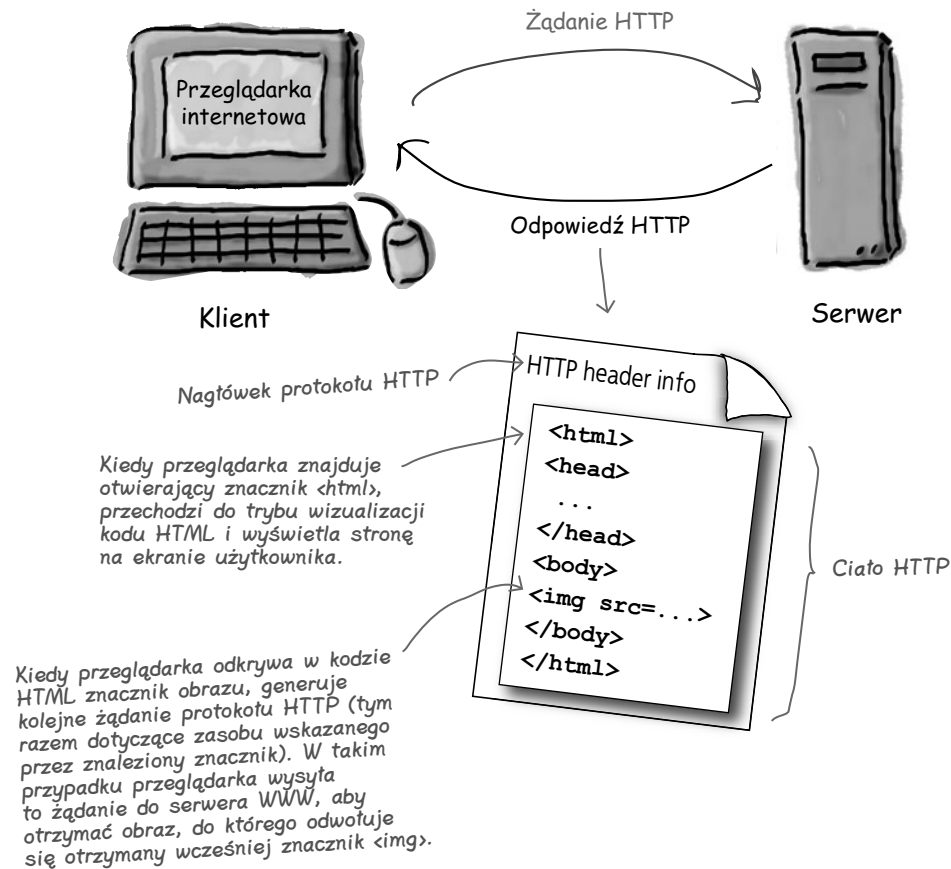 Żądanie HTTP
Przeglądarka
internetowa
Odpowiedź HTTP
Klient
Serwer
Nagłówek protokołu HTTP
HTTP header info
<html>
<head>
...
</head>
<body>
<img src=...>
</body>
</html>
Kiedy przeglądarka znajduje
otwierający znacznik <html>,
przechodzi do trybu wizualizacji
kodu HTML i wyświetla stronę
na ekranie użytkownika.
Ciało HTTP
Kiedy przeglądarka odkrywa w kodzie
HTML znacznik obrazu, generuje
kolejne żądanie protokołu HTTP (tym
razem dotyczące zasobu wskazanego
przez znaleziony znacznik). W takim
przypadku przeglądarka wysyła
to żądanie do serwera WWW, aby
otrzymać obraz, do którego odwołuje
się otrzymany wcześniej znacznik <img>.